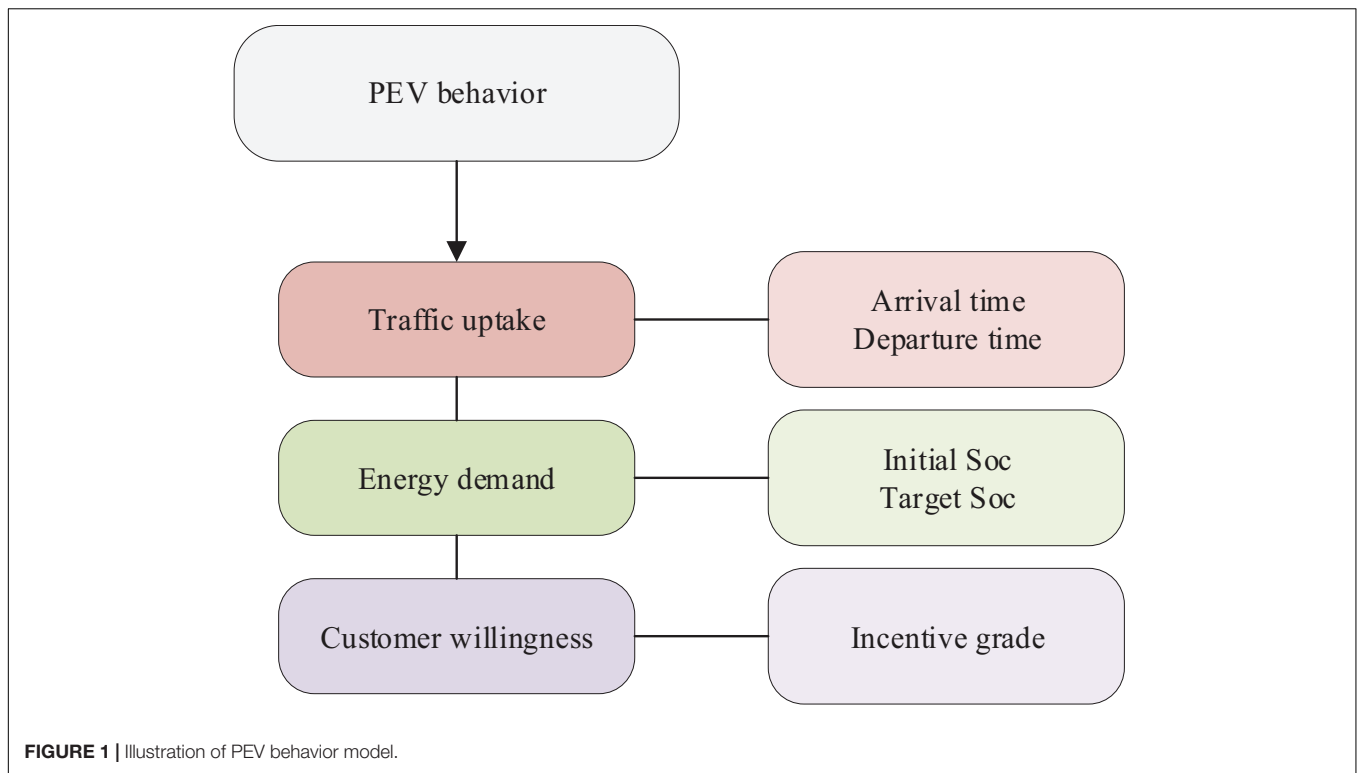 PEV behavior
Traffic uptake
Arrival time
Departure time
Energy demand
Initial Soc
Target Soc
Customer willingness
Incentive grade
FIGURE 1 | Illustration of PEV behavior model.